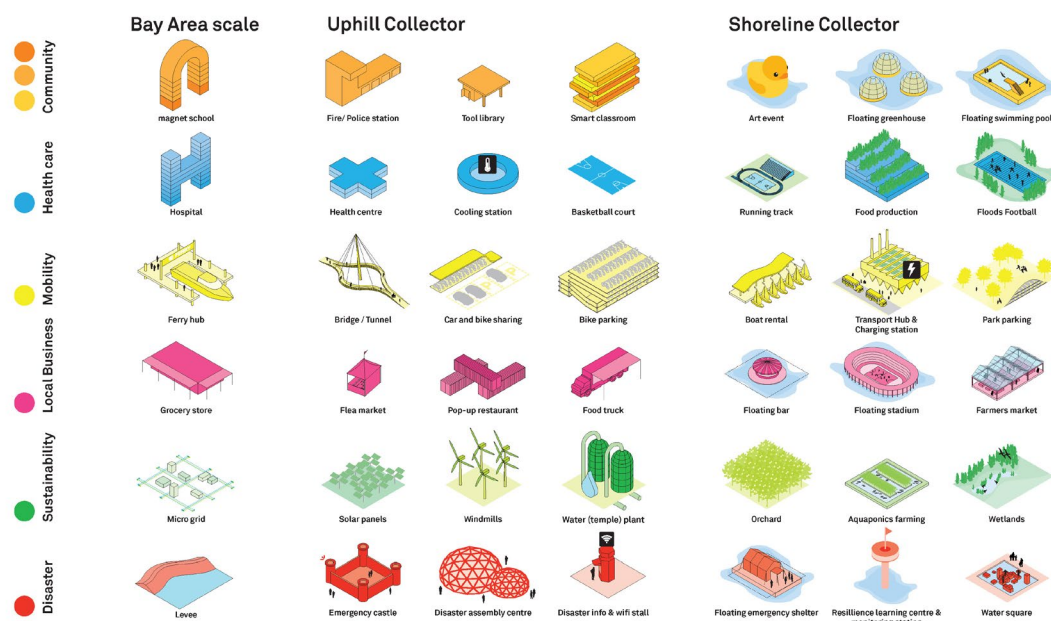 Bay Area scale
Uphill Collector
Shoreline Collector
Community
magnet school
Fire/ Police station
Tool library
Smart classroom
Art event
Floating greenhouse
Floating swimming pool
Health care
Hospital
Health centre
Cooling station
Basketball court
Running track
Food production
Floods Football
Mobility
Ferry hub
Bridge / Tunnel
Car and bike sharing
Bike parking
Boat rental
Transport Hub &
Charging station
Park parking
Local Business
Grocery store
Flea market
Pop-up restaurant
Food truck
Floating bar
Floating stadium
Farmers market
Sustainability
Micro grid
Solar panels
Windmills
Water (temple) plant
Orchard
Aquaponics farming
Wetlands
Disaster
Levee
Emergency castle
Disaster assembly centre
Disaster info & wifi stall
Floating emergency shelter
Resillience learning centre &
monitoring station
Water square